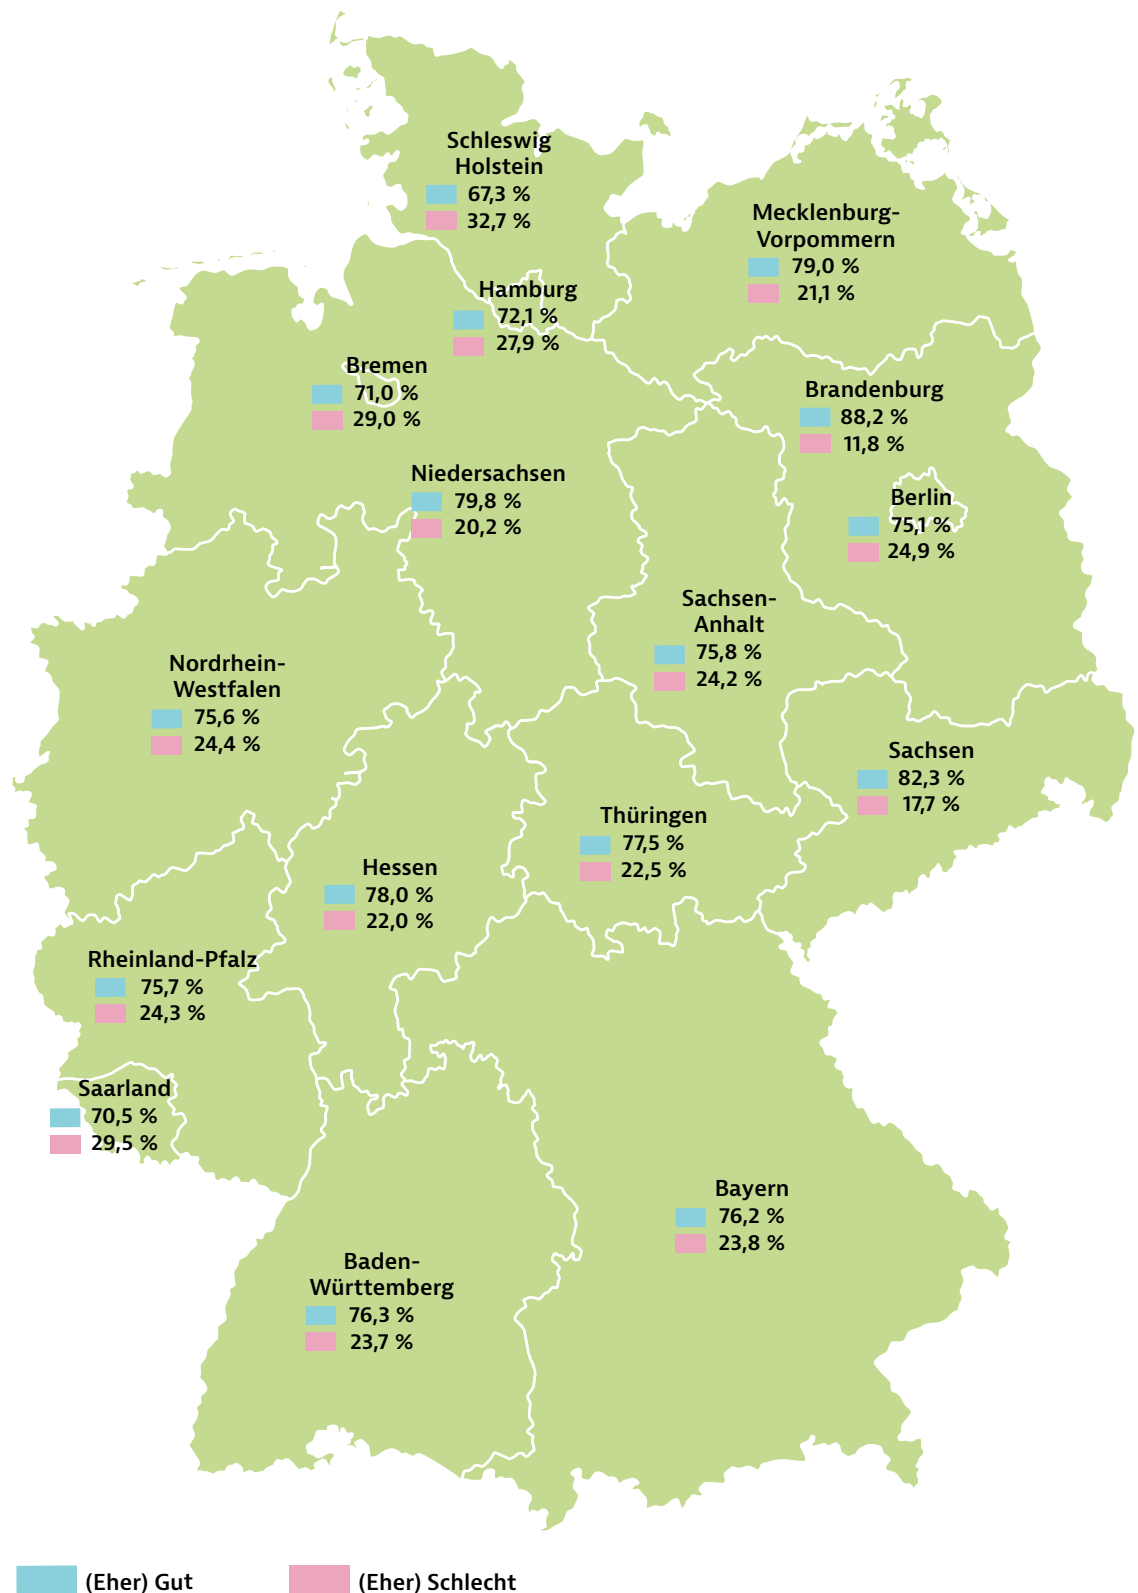 Schleswig
Holstein
67,3 %
32,7 %
Mecklenburg-
Vorpommern
79,0 %
21,1 %
Hamburg
72,1 %
27,9 %
Bremen
71,0 %
29,0 %
Brandenburg
88,2 %
11,8 %
Niedersachsen
79,8 %
20,2 %
Berlin
75,1 %
24,9 %
Sachsen-
Anhalt
75,8 %
24,2 %
Nordrhein-
Westfalen
75,6 %
24,4 %
Sachsen
82,3 %
17,7 %
Thüringen
77,5 %
22,5 %
Hessen
78,0 %
22,0 %
Rheinland-Pfalz
75,7 %
24,3 %
Saarland
70,5 %
29,5 %
Bayern
76,2 %
23,8 %
Baden-
Württemberg
76,3 %
23,7 %
(Eher) Gut
(Eher) Schlecht